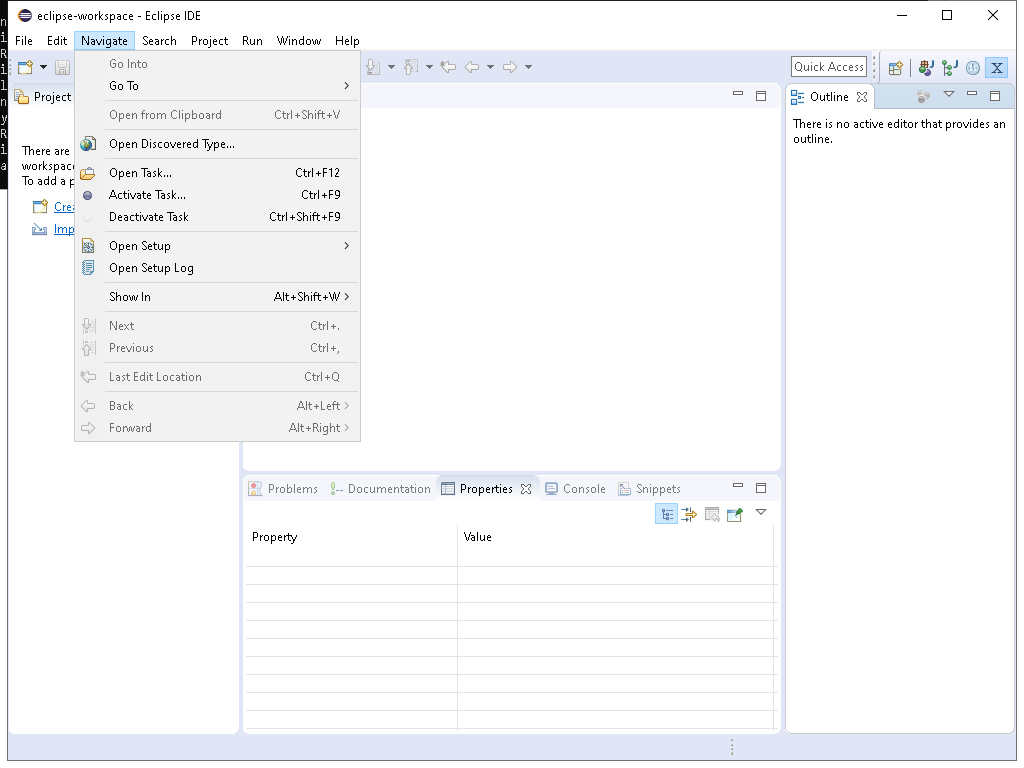 eclipse-workspace - Eclipse IDE
File Edit Navigate Search Project Run Window Help
Quick Access
X
Project
Go Into
Go To
Open from Clipboard Ctrl+Shift+V
Open Discovered Type...
Open Task... Ctrl+F12
Activate Task... Ctrl+F9
Deactivate Task Ctrl+Shift+F9
Open Setup
Open Setup Log
Show In Alt+Shift+W
Next Ctrl+.
Previous Ctrl+,
Last Edit Location Ctrl+Q
Back Alt+Left
Forward Alt+Right
There are
workspac
To add a p
Crea
Imp
Outline
There is no active editor that provides an
outline.
Problems Documentation Properties Console Snippets
Property Value